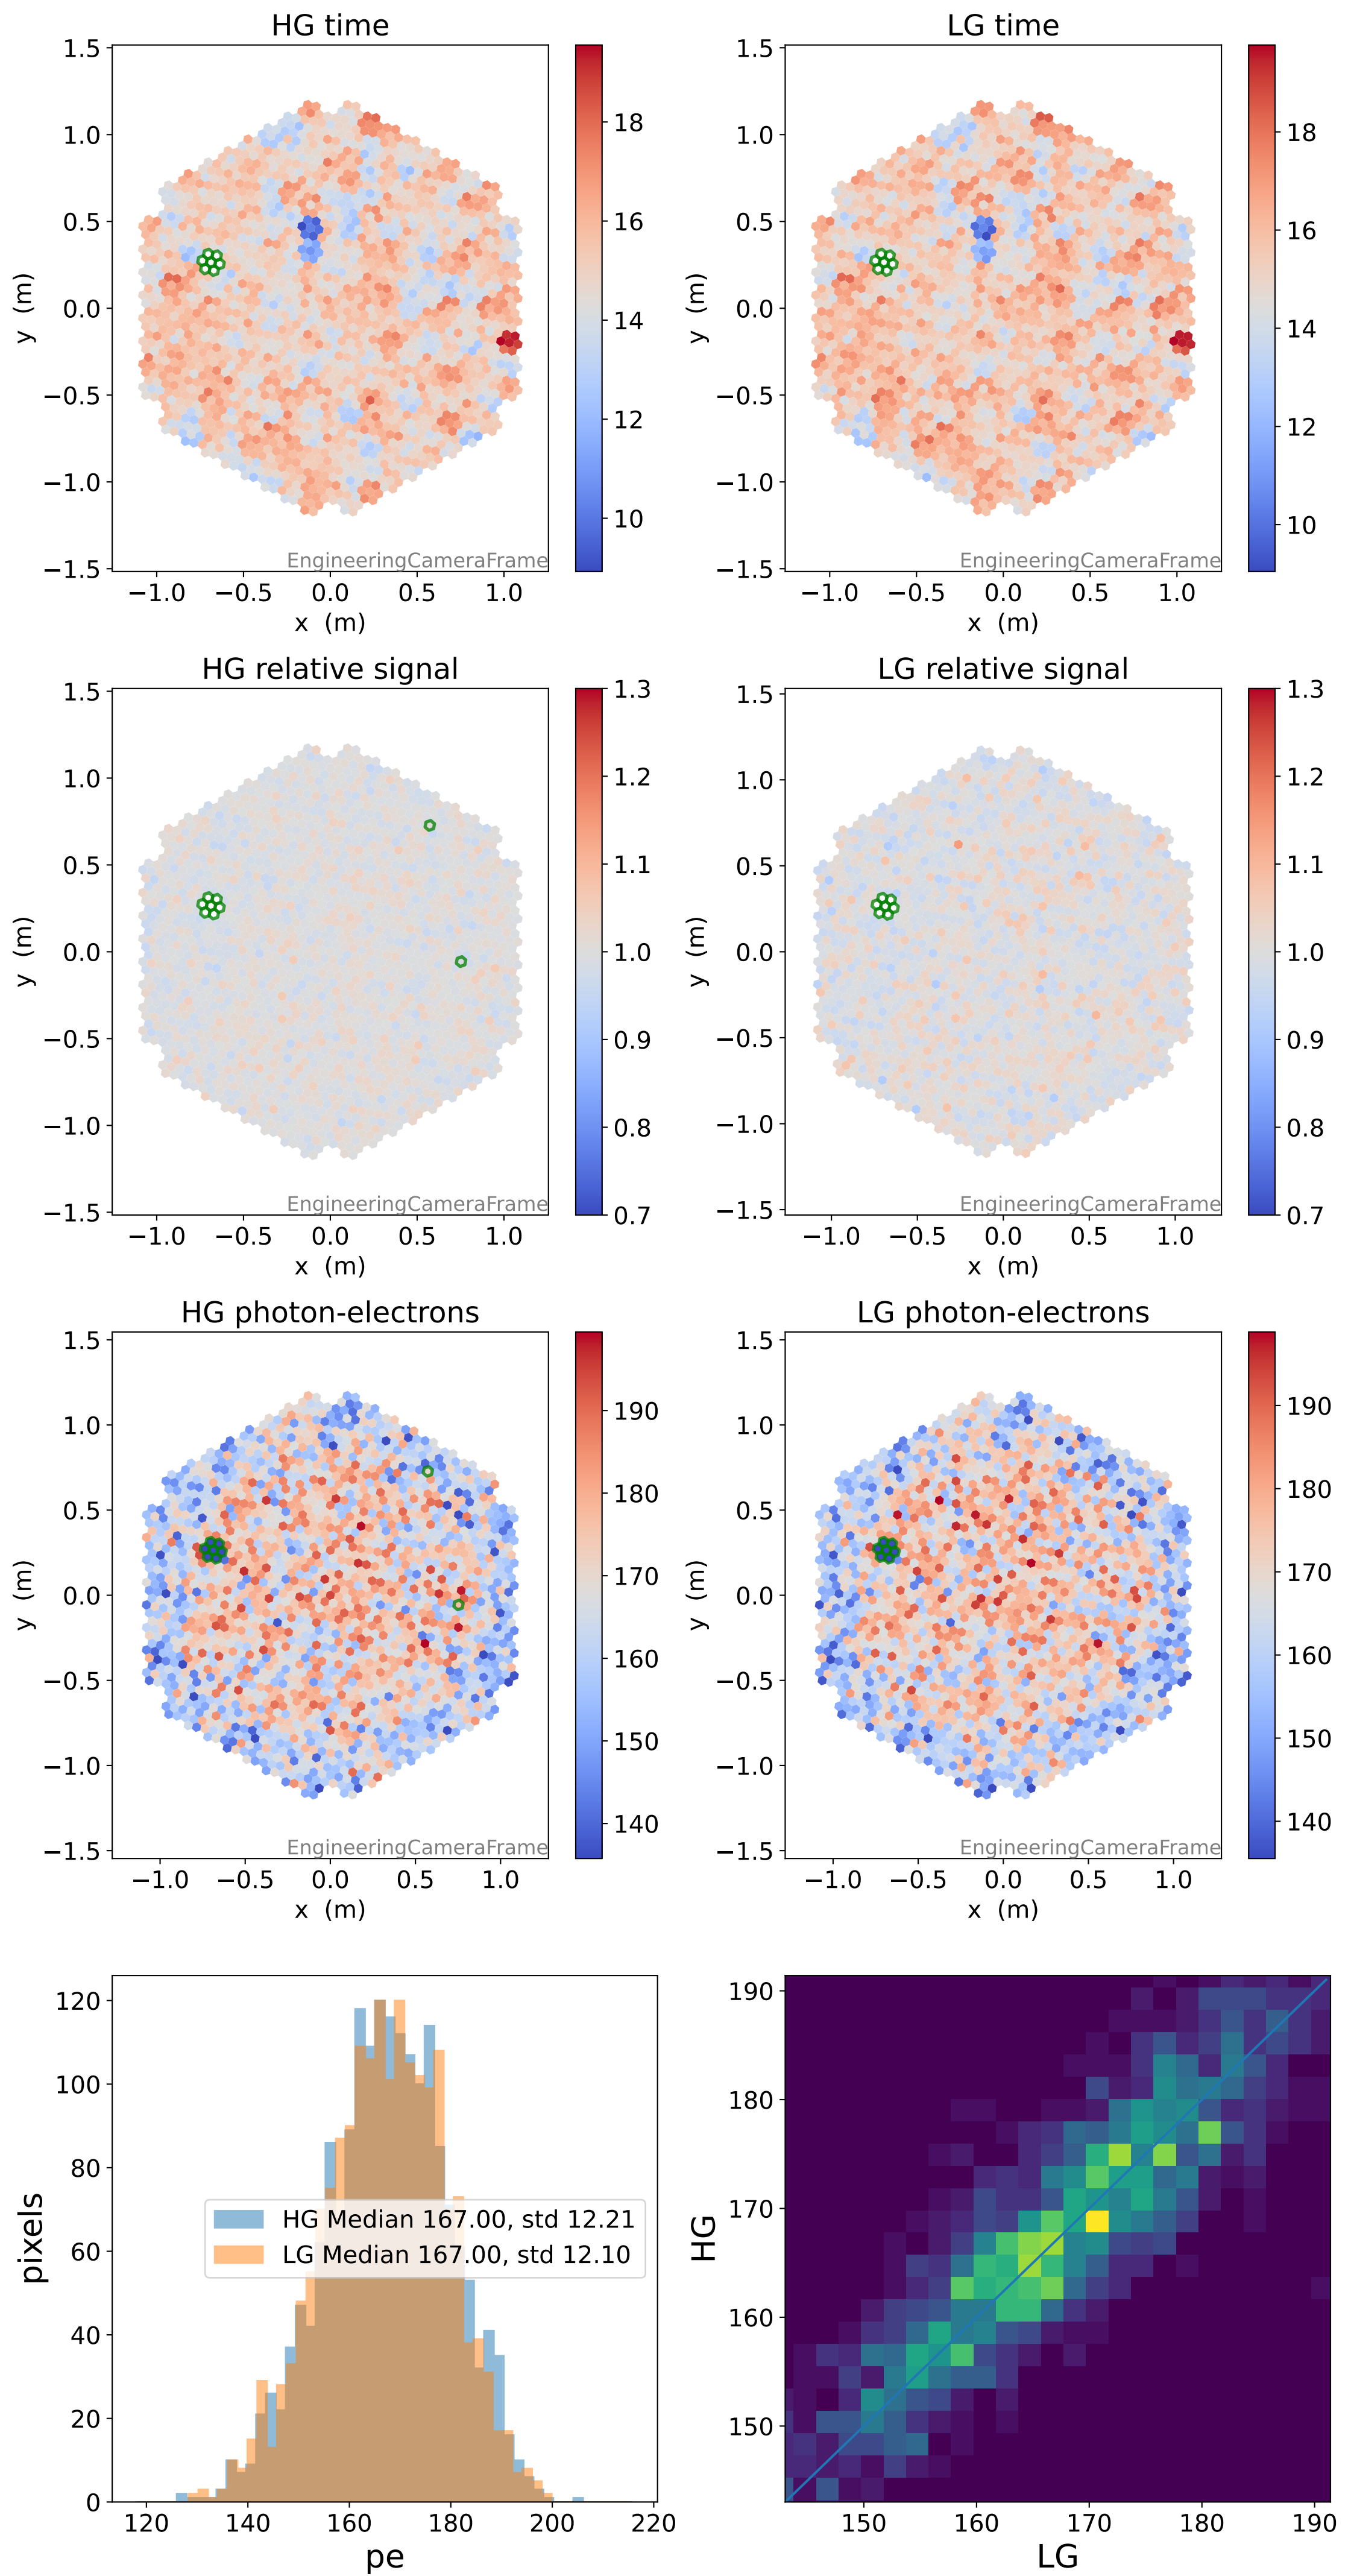 HG time
LG time
1.5
1.0
0.5
0.0
−0.5
−1.0
−1.5
y (m)
−1.0 −0.5 0.0 0.5 1.0
x (m)
EngineeringCameraFrame
18
16
14
12
10
1.5
1.0
0.5
0.0
−0.5
−1.0
−1.5
y (m)
−1.0 −0.5 0.0 0.5 1.0
x (m)
EngineeringCameraFrame
18
16
14
12
10
HG relative signal
LG relative signal
1.5
1.0
0.5
0.0
−0.5
−1.0
−1.5
y (m)
−1.0 −0.5 0.0 0.5 1.0
x (m)
EngineeringCameraFrame
1.3
1.2
1.1
1.0
0.9
0.8
0.7
1.5
1.0
0.5
0.0
−0.5
−1.0
−1.5
y (m)
−1.0 −0.5 0.0 0.5 1.0
x (m)
EngineeringCameraFrame
1.3
1.2
1.1
1.0
0.9
0.8
0.7
HG photon-electrons
LG photon-electrons
1.5
1.0
0.5
0.0
−0.5
−1.0
−1.5
y (m)
−1.0 −0.5 0.0 0.5 1.0
x (m)
EngineeringCameraFrame
190
180
170
160
150
140
1.5
1.0
0.5
0.0
−0.5
−1.0
−1.5
y (m)
−1.0 −0.5 0.0 0.5 1.0
x (m)
EngineeringCameraFrame
190
180
170
160
150
140
120
100
80
60
40
20
0
pixels
HG Median 167.00, std 12.21
LG Median 167.00, std 12.10
120 140 160 180 200 220
pe
190
180
170
160
150
HG
150 160 170 180 190
LG